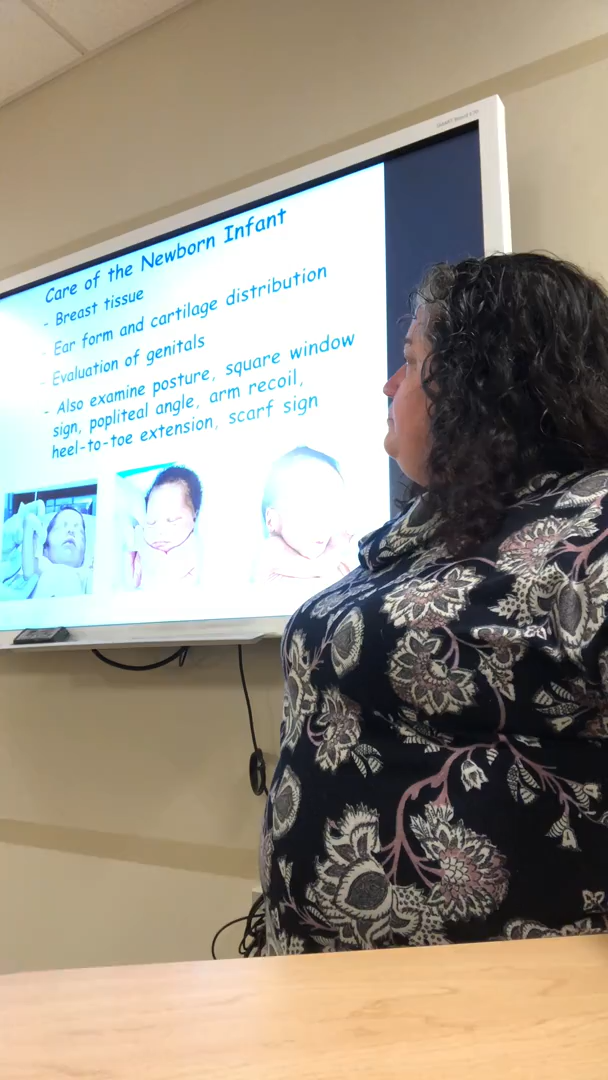 Care of the Newborn Infant
- Breast tissue
- Ear form and cartilage distribution
- Evaluation of genitals
- Also examine posture, square window
sign, popliteal angle, arm recoil,
heel-to-toe extension, scarf sign